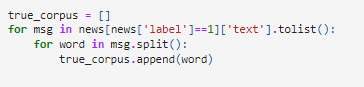 true_corpus = []
for msg in news[news['label']==1]['text'].tolist():
    for word in msg.split():
        true_corpus.append(word)